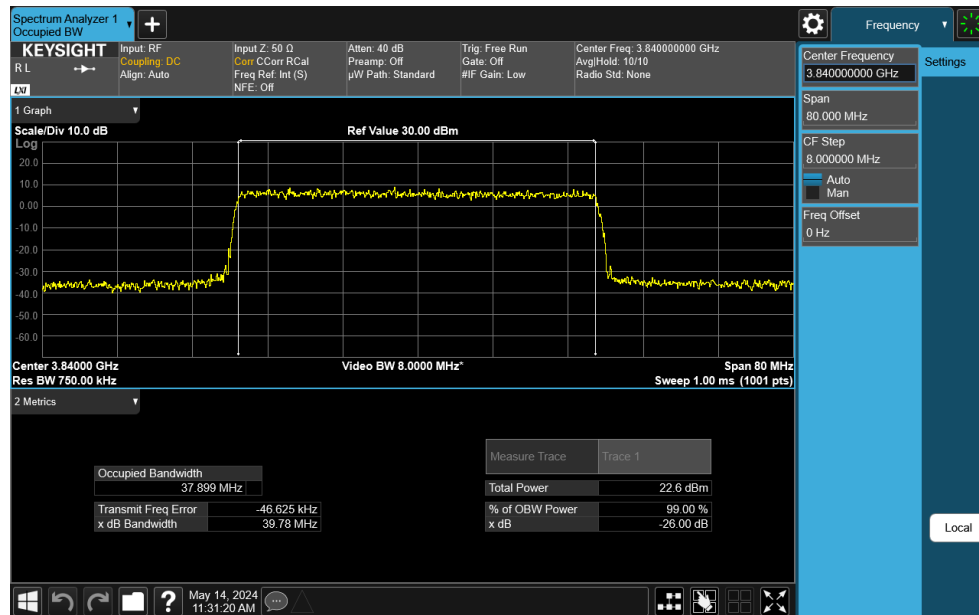 Spectrum Analyzer 1
Occupied BW
Frequency
KEYSIGHT
R L
LXI
Input: RF
Coupling: DC
Align: Auto
Input Z: 50 Ω
Corr CCorr RCal
Freq Ref: Int (S)
NFE: Off
Atten: 40 dB
Preamp: Off
µW Path: Standard
Trig: Free Run
Gate: Off
#IF Gain: Low
Center Freq: 3.840000000 GHz
Avg|Hold: 10/10
Radio Std: None
Center Frequency
3.840000000 GHz
Settings
Span
80.000 MHz
CF Step
8.000000 MHz
Auto
Man
Freq Offset
0 Hz
Local
1 Graph
Scale/Div 10.0 dB
Ref Value 30.00 dBm
Log
20.0
10.0
0.00
-10.0
-20.0
-30.0
-40.0
-50.0
-60.0
Center 3.84000 GHz
Video BW 8.0000 MHz*
Span 80 MHz
Res BW 750.00 kHz
Sweep 1.00 ms (1001 pts)
2 Metrics
Measure Trace
Trace 1
Occupied Bandwidth
37.899 MHz
Total Power
22.6 dBm
Transmit Freq Error
-46.625 kHz
% of OBW Power
99.00 %
x dB Bandwidth
39.78 MHz
x dB
-26.00 dB
?
May 14, 2024
11:31:20 AM